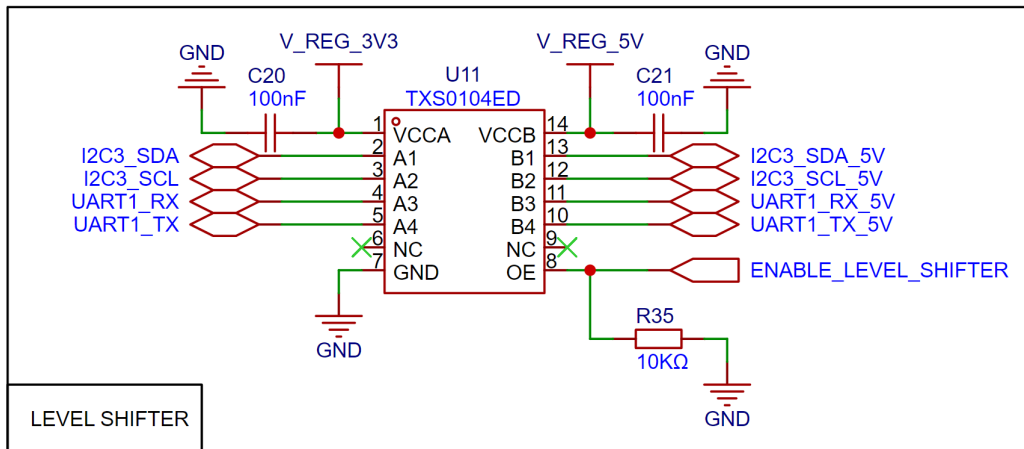 V_REG_3V3
V_REG_5V
GND
GND
C20
100nF
U11
TXS0104ED
C21
100nF
1
VCCA
VCCB
14
I2C3_SDA
2
A1
B1
13
I2C3_SDA_5V
I2C3_SCL
3
A2
B2
12
I2C3_SCL_5V
UART1_RX
4
A3
B3
11
UART1_RX_5V
UART1_TX
5
A4
B4
10
UART1_TX_5V
6
NC
NC
9
7
GND
OE
8
ENABLE_LEVEL_SHIFTER
GND
R35
10KΩ
GND
LEVEL SHIFTER